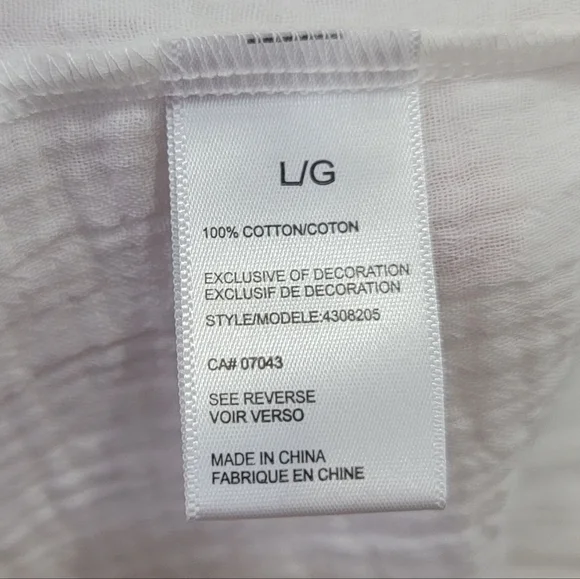 L/G
100% COTTON/COTON
EXCLUSIVE OF DECORATION
EXCLUSIF DE DECORATION
STYLE/MODELE:4308205
CA# 07043
SEE REVERSE
VOIR VERSO
MADE IN CHINA
FABRIQUE EN CHINE